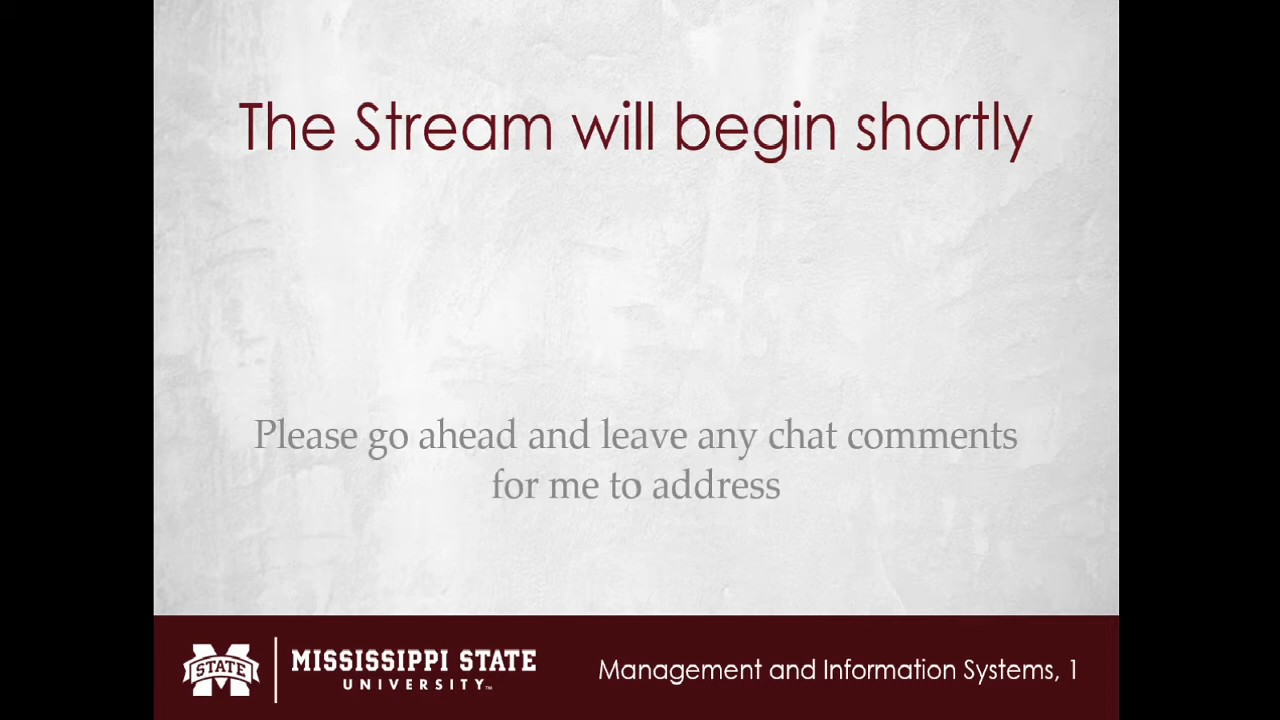 The Stream will begin shortly
Please go ahead and leave any chat comments
for me to address
STATE
MISSISSIPPI STATE
UNIVERSITY™
Management and Information Systems, 1